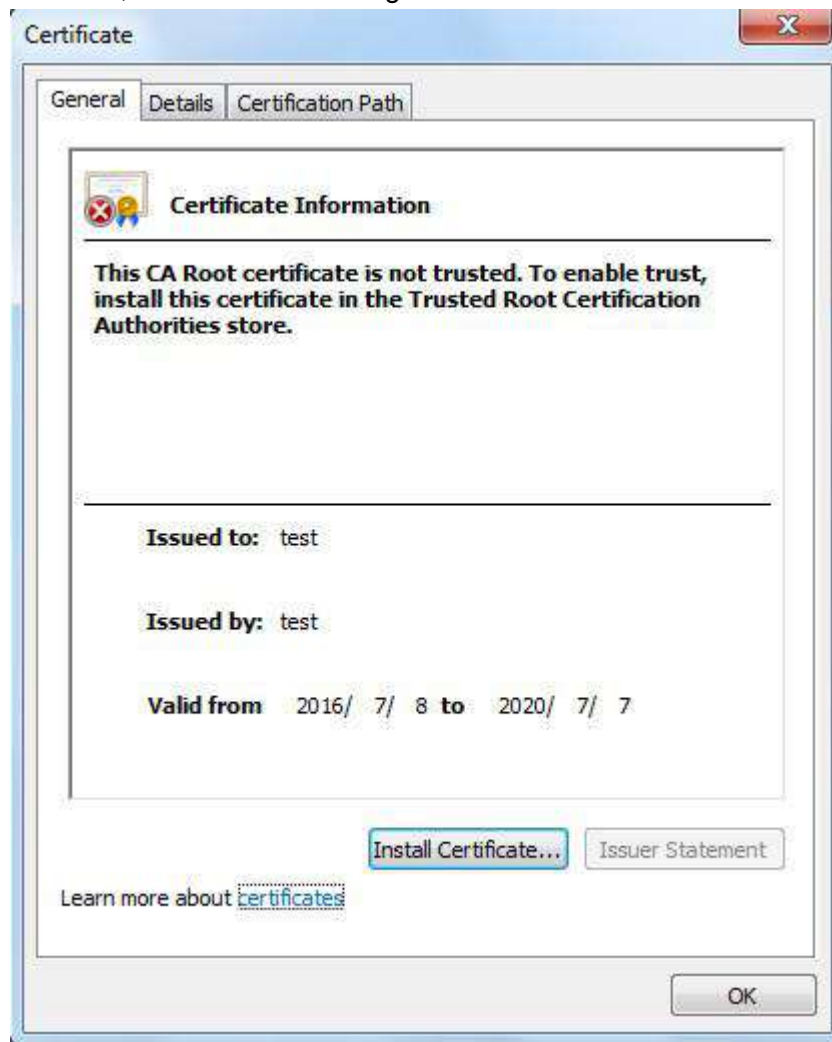 Certificate
General Details Certification Path
Certificate Information
This CA Root certificate is not trusted. To enable trust,
install this certificate in the Trusted Root Certification
Authorities store.
Issued to: test
Issued by: test
Valid from 2016/ 7/ 8 to 2020/ 7/ 7
Install Certificate... Issuer Statement
Learn more about certificates
OK